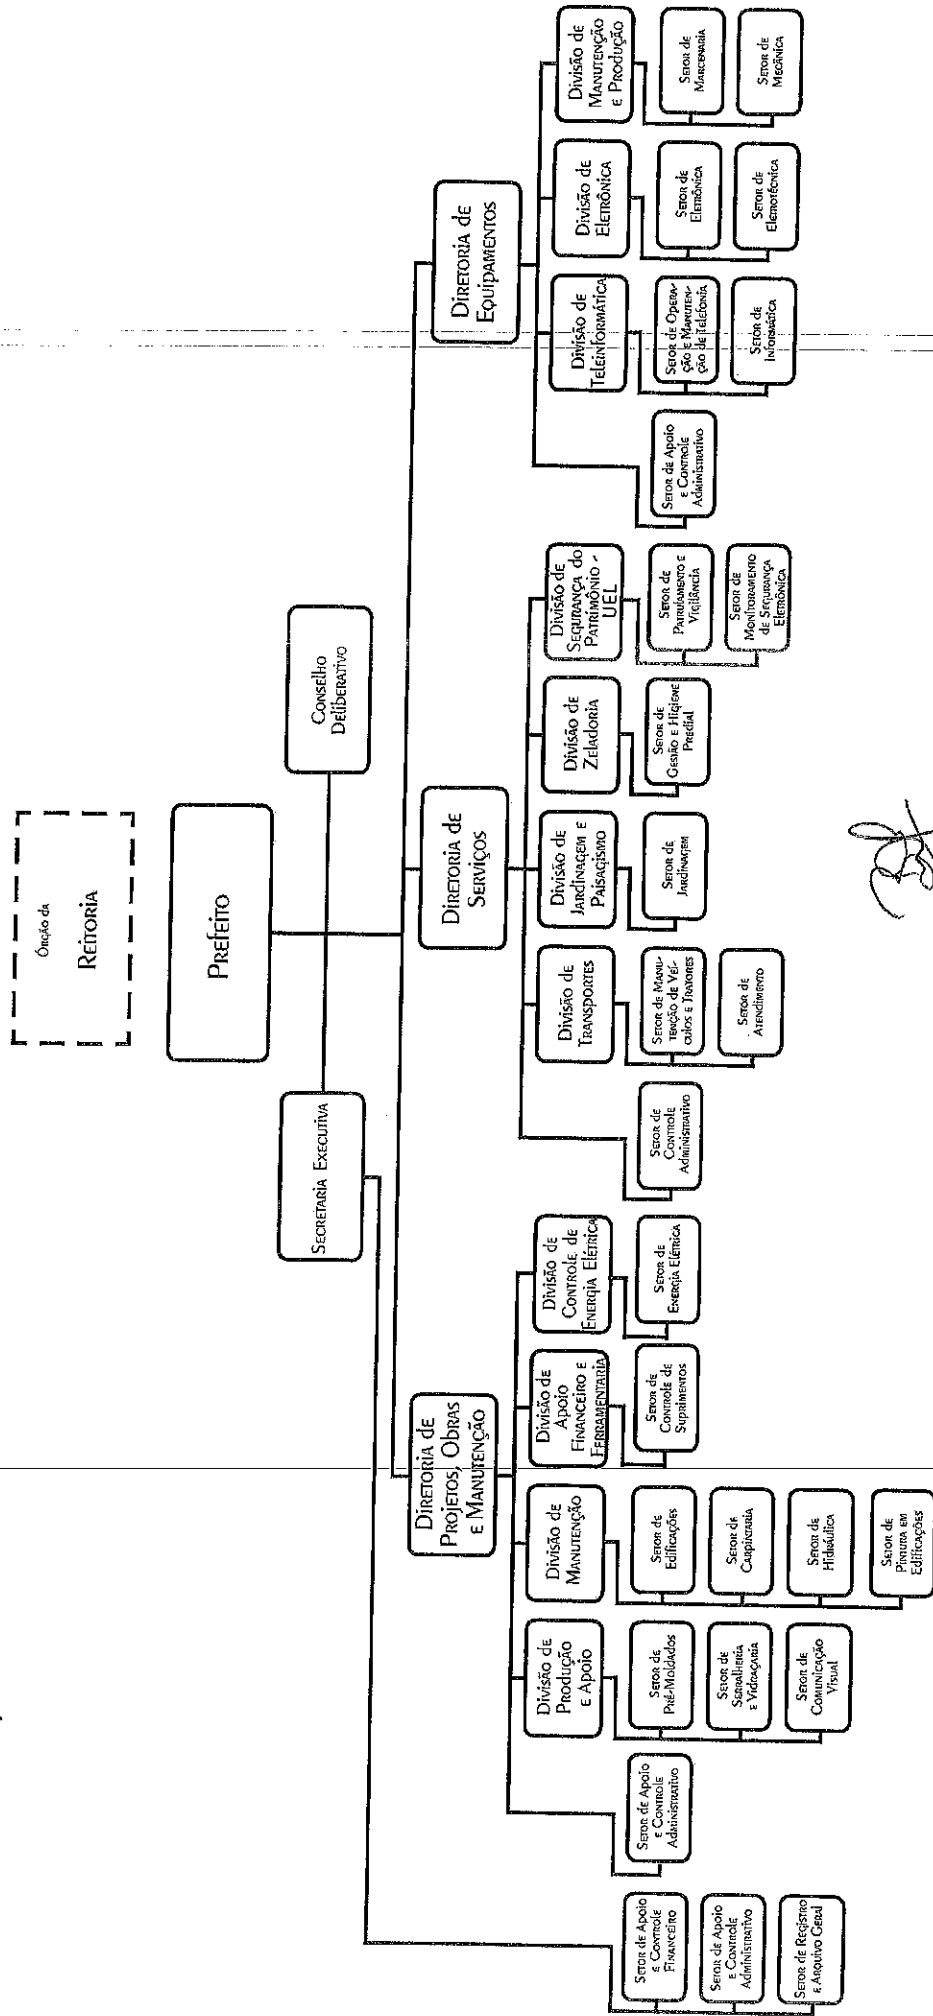 Órgão da
Reitoria
Prefeito
Secretaria Executiva
Conselho
Deliberativo
Diretoria de
Projetos, Obras
e Manutenção
Diretoria de
Serviços
Diretoria de
Equipamentos
Setor de Apoio
e Controle
Financeiro
Setor de Apoio
e Controle
Administrativo
Setor de Registro
e Arquivo Geral
Setor de Apoio
e Controle
Administrativo
Divisão de
Produção
e Apoio
Setor de
Pré-Moldados
Setor de
Serralheria
e Vidraçaria
Setor de
Comunicação
Visual
Divisão de
Manutenção
Setor de
Edificações
Setor de
Carpintaria
Setor de
Hidráulica
Setor de
Pintura em
Edificações
Divisão de
Apoio
Financeiro e
Ferramentaria
Setor de
Controle de
Suprimentos
Divisão de
Controle de
Energia Elétrica
Setor de
Energia Elétrica
Setor de
Controle
Administrativo
Divisão de
Transportes
Setor de Manu-
tenção de Veí-
culos e Tratores
Setor de
Atendimento
Divisão de
Jardinagem e
Paisagismo
Setor de
Jardinagem
Divisão de
Zeladoria
Setor de
Gestão e Higiene
Predial
Divisão de
Segurança do
Patrimônio -
UEL
Setor de
Patrulamento e
Vigilância
Setor de
Monitoramento
de Segurança
Eletrônica
Setor de Apoio
e Controle
Administrativo
Divisão de
Teleinformática
Setor de Opera-
ção e Manuten-
ção de Telefonia
Setor de
Informática
Divisão de
Eletrônica
Setor de
Eletrônica
Setor de
Eletrotécnica
Divisão de
Manutenção
e Produção
Setor de
Marcenaria
Setor de
Mecânica